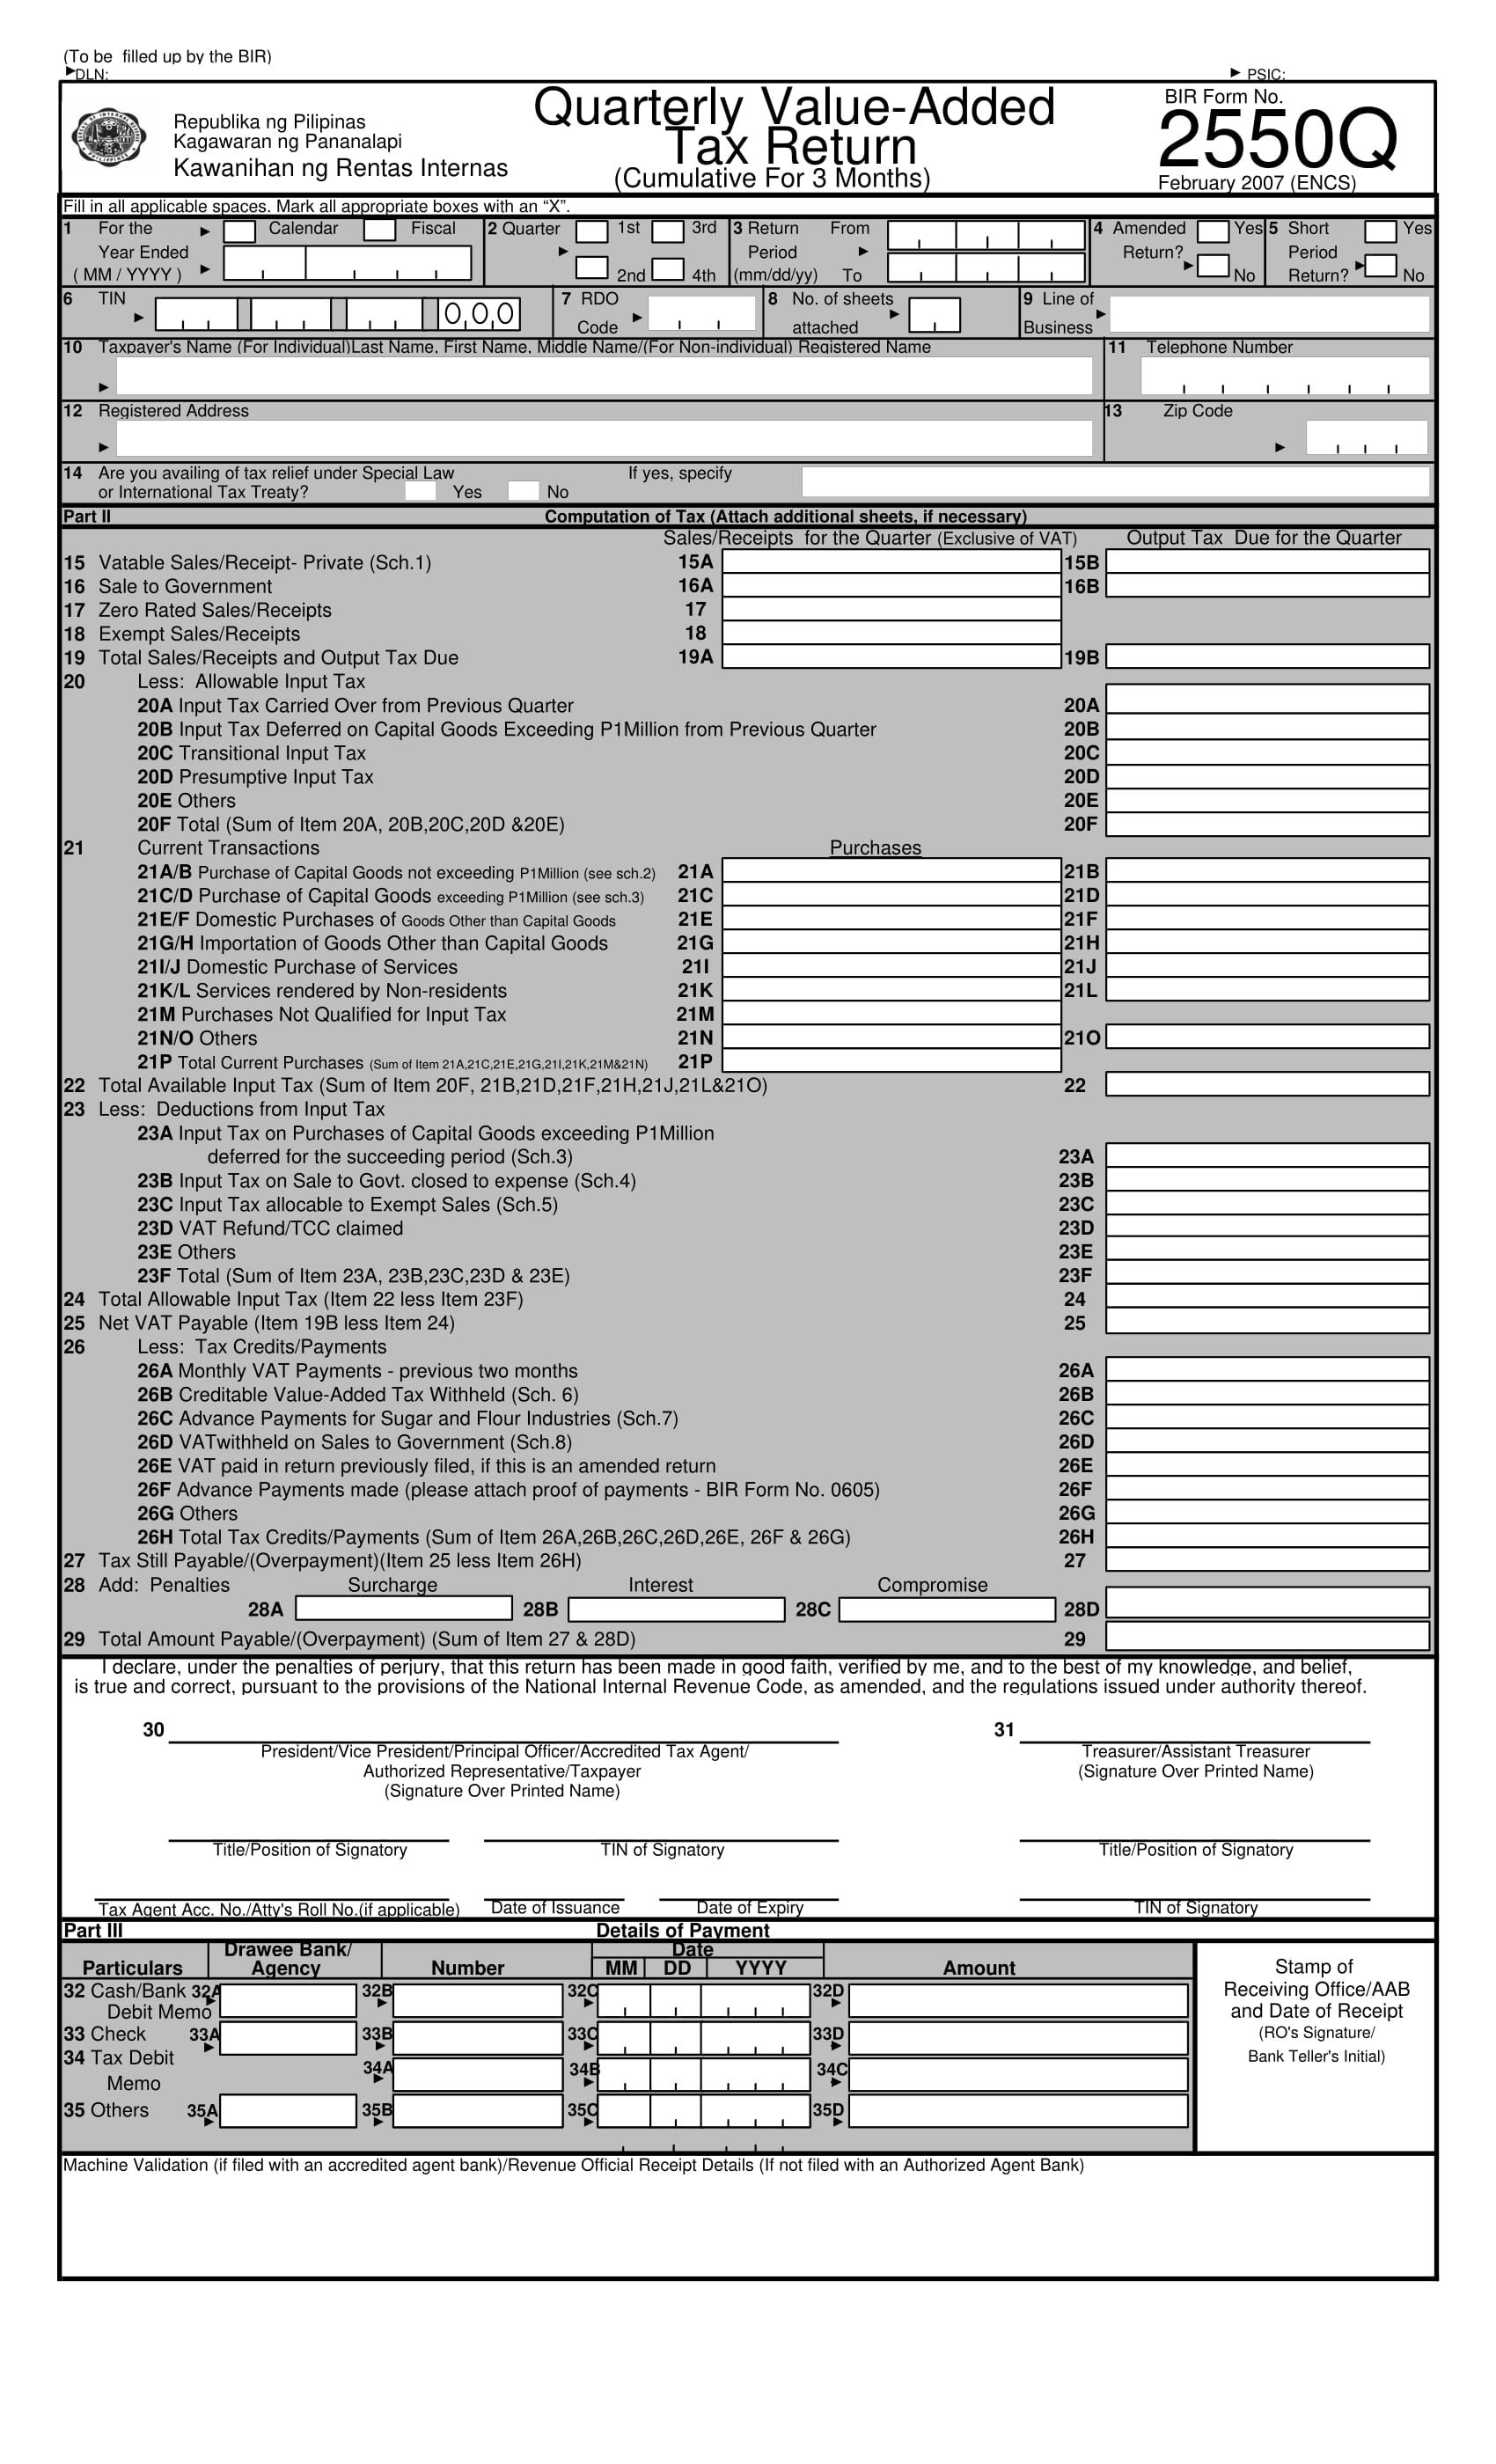 (To be filled up by the BIR)
DLN:
PSIC:
Republika ng Pilipinas
Kagawaran ng Pananalapi
Kawanihan ng Rentas Internas
Quarterly Value-Added
Tax Return
(Cumulative For 3 Months)
BIR Form No.
2550Q
February 2007 (ENCS)
Fill in all applicable spaces. Mark all appropriate boxes with an “X”.
1 For the Calendar Fiscal
Year Ended
( MM / YYYY )
2 Quarter 1st 3rd
2nd 4th
3 Return From
Period
(mm/dd/yy) To
4 Amended Yes
Return?
No
5 Short Yes
Period
Return? No
6 TIN 0,0,0
7 RDO
Code
8 No. of sheets
attached
9 Line of
Business
10 Taxpayer's Name (For Individual)Last Name, First Name, Middle Name/(For Non-individual) Registered Name
11 Telephone Number
12 Registered Address
13 Zip Code
14 Are you availing of tax relief under Special Law If yes, specify
or International Tax Treaty? Yes No
Part II Computation of Tax (Attach additional sheets, if necessary)
Sales/Receipts for the Quarter (Exclusive of VAT) Output Tax Due for the Quarter
15 Vatable Sales/Receipt- Private (Sch.1) 15A 15B
16 Sale to Government 16A 16B
17 Zero Rated Sales/Receipts 17
18 Exempt Sales/Receipts 18
19 Total Sales/Receipts and Output Tax Due 19A 19B
20 Less: Allowable Input Tax
20A Input Tax Carried Over from Previous Quarter 20A
20B Input Tax Deferred on Capital Goods Exceeding P1Million from Previous Quarter 20B
20C Transitional Input Tax 20C
20D Presumptive Input Tax 20D
20E Others 20E
20F Total (Sum of Item 20A, 20B,20C,20D &20E) 20F
21 Current Transactions Purchases
21A/B Purchase of Capital Goods not exceeding P1Million (see sch.2) 21A 21B
21C/D Purchase of Capital Goods exceeding P1Million (see sch.3) 21C 21D
21E/F Domestic Purchases of Goods Other than Capital Goods 21E 21F
21G/H Importation of Goods Other than Capital Goods 21G 21H
21I/J Domestic Purchase of Services 21I 21J
21K/L Services rendered by Non-residents 21K 21L
21M Purchases Not Qualified for Input Tax 21M
21N/O Others 21N 21O
21P Total Current Purchases (Sum of Item 21A,21C,21E,21G,21I,21K,21M&21N) 21P
22 Total Available Input Tax (Sum of Item 20F, 21B,21D,21F,21H,21J,21L&21O) 22
23 Less: Deductions from Input Tax
23A Input Tax on Purchases of Capital Goods exceeding P1Million
deferred for the succeeding period (Sch.3) 23A
23B Input Tax on Sale to Govt. closed to expense (Sch.4) 23B
23C Input Tax allocable to Exempt Sales (Sch.5) 23C
23D VAT Refund/TCC claimed 23D
23E Others 23E
23F Total (Sum of Item 23A, 23B,23C,23D & 23E) 23F
24 Total Allowable Input Tax (Item 22 less Item 23F) 24
25 Net VAT Payable (Item 19B less Item 24) 25
26 Less: Tax Credits/Payments
26A Monthly VAT Payments - previous two months 26A
26B Creditable Value-Added Tax Withheld (Sch. 6) 26B
26C Advance Payments for Sugar and Flour Industries (Sch.7) 26C
26D VATwithheld on Sales to Government (Sch.8) 26D
26E VAT paid in return previously filed, if this is an amended return 26E
26F Advance Payments made (please attach proof of payments - BIR Form No. 0605) 26F
26G Others 26G
26H Total Tax Credits/Payments (Sum of Item 26A,26B,26C,26D,26E, 26F & 26G) 26H
27 Tax Still Payable/(Overpayment)(Item 25 less Item 26H) 27
28 Add: Penalties Surcharge Interest Compromise
28A 28B 28C 28D
29 Total Amount Payable/(Overpayment) (Sum of Item 27 & 28D) 29
I declare, under the penalties of perjury, that this return has been made in good faith, verified by me, and to the best of my knowledge, and belief,
is true and correct, pursuant to the provisions of the National Internal Revenue Code, as amended, and the regulations issued under authority thereof.
30 31
President/Vice President/Principal Officer/Accredited Tax Agent/ Treasurer/Assistant Treasurer
Authorized Representative/Taxpayer (Signature Over Printed Name)
(Signature Over Printed Name)
Title/Position of Signatory TIN of Signatory Title/Position of Signatory
Tax Agent Acc. No./Atty's Roll No.(if applicable) Date of Issuance Date of Expiry TIN of Signatory
Part III Details of Payment
Particulars Drawee Bank/
Agency Number Date
MM DD YYYY Amount
Stamp of
Receiving Office/AAB
and Date of Receipt
(RO's Signature/
Bank Teller's Initial)
32 Cash/Bank 32A 32B 32C 32D
Debit Memo
33 Check 33A 33B 33C 33D
34 Tax Debit 34A 34B 34C
Memo
35 Others 35A 35B 35C 35D
Machine Validation (if filed with an accredited agent bank)/Revenue Official Receipt Details (If not filed with an Authorized Agent Bank)